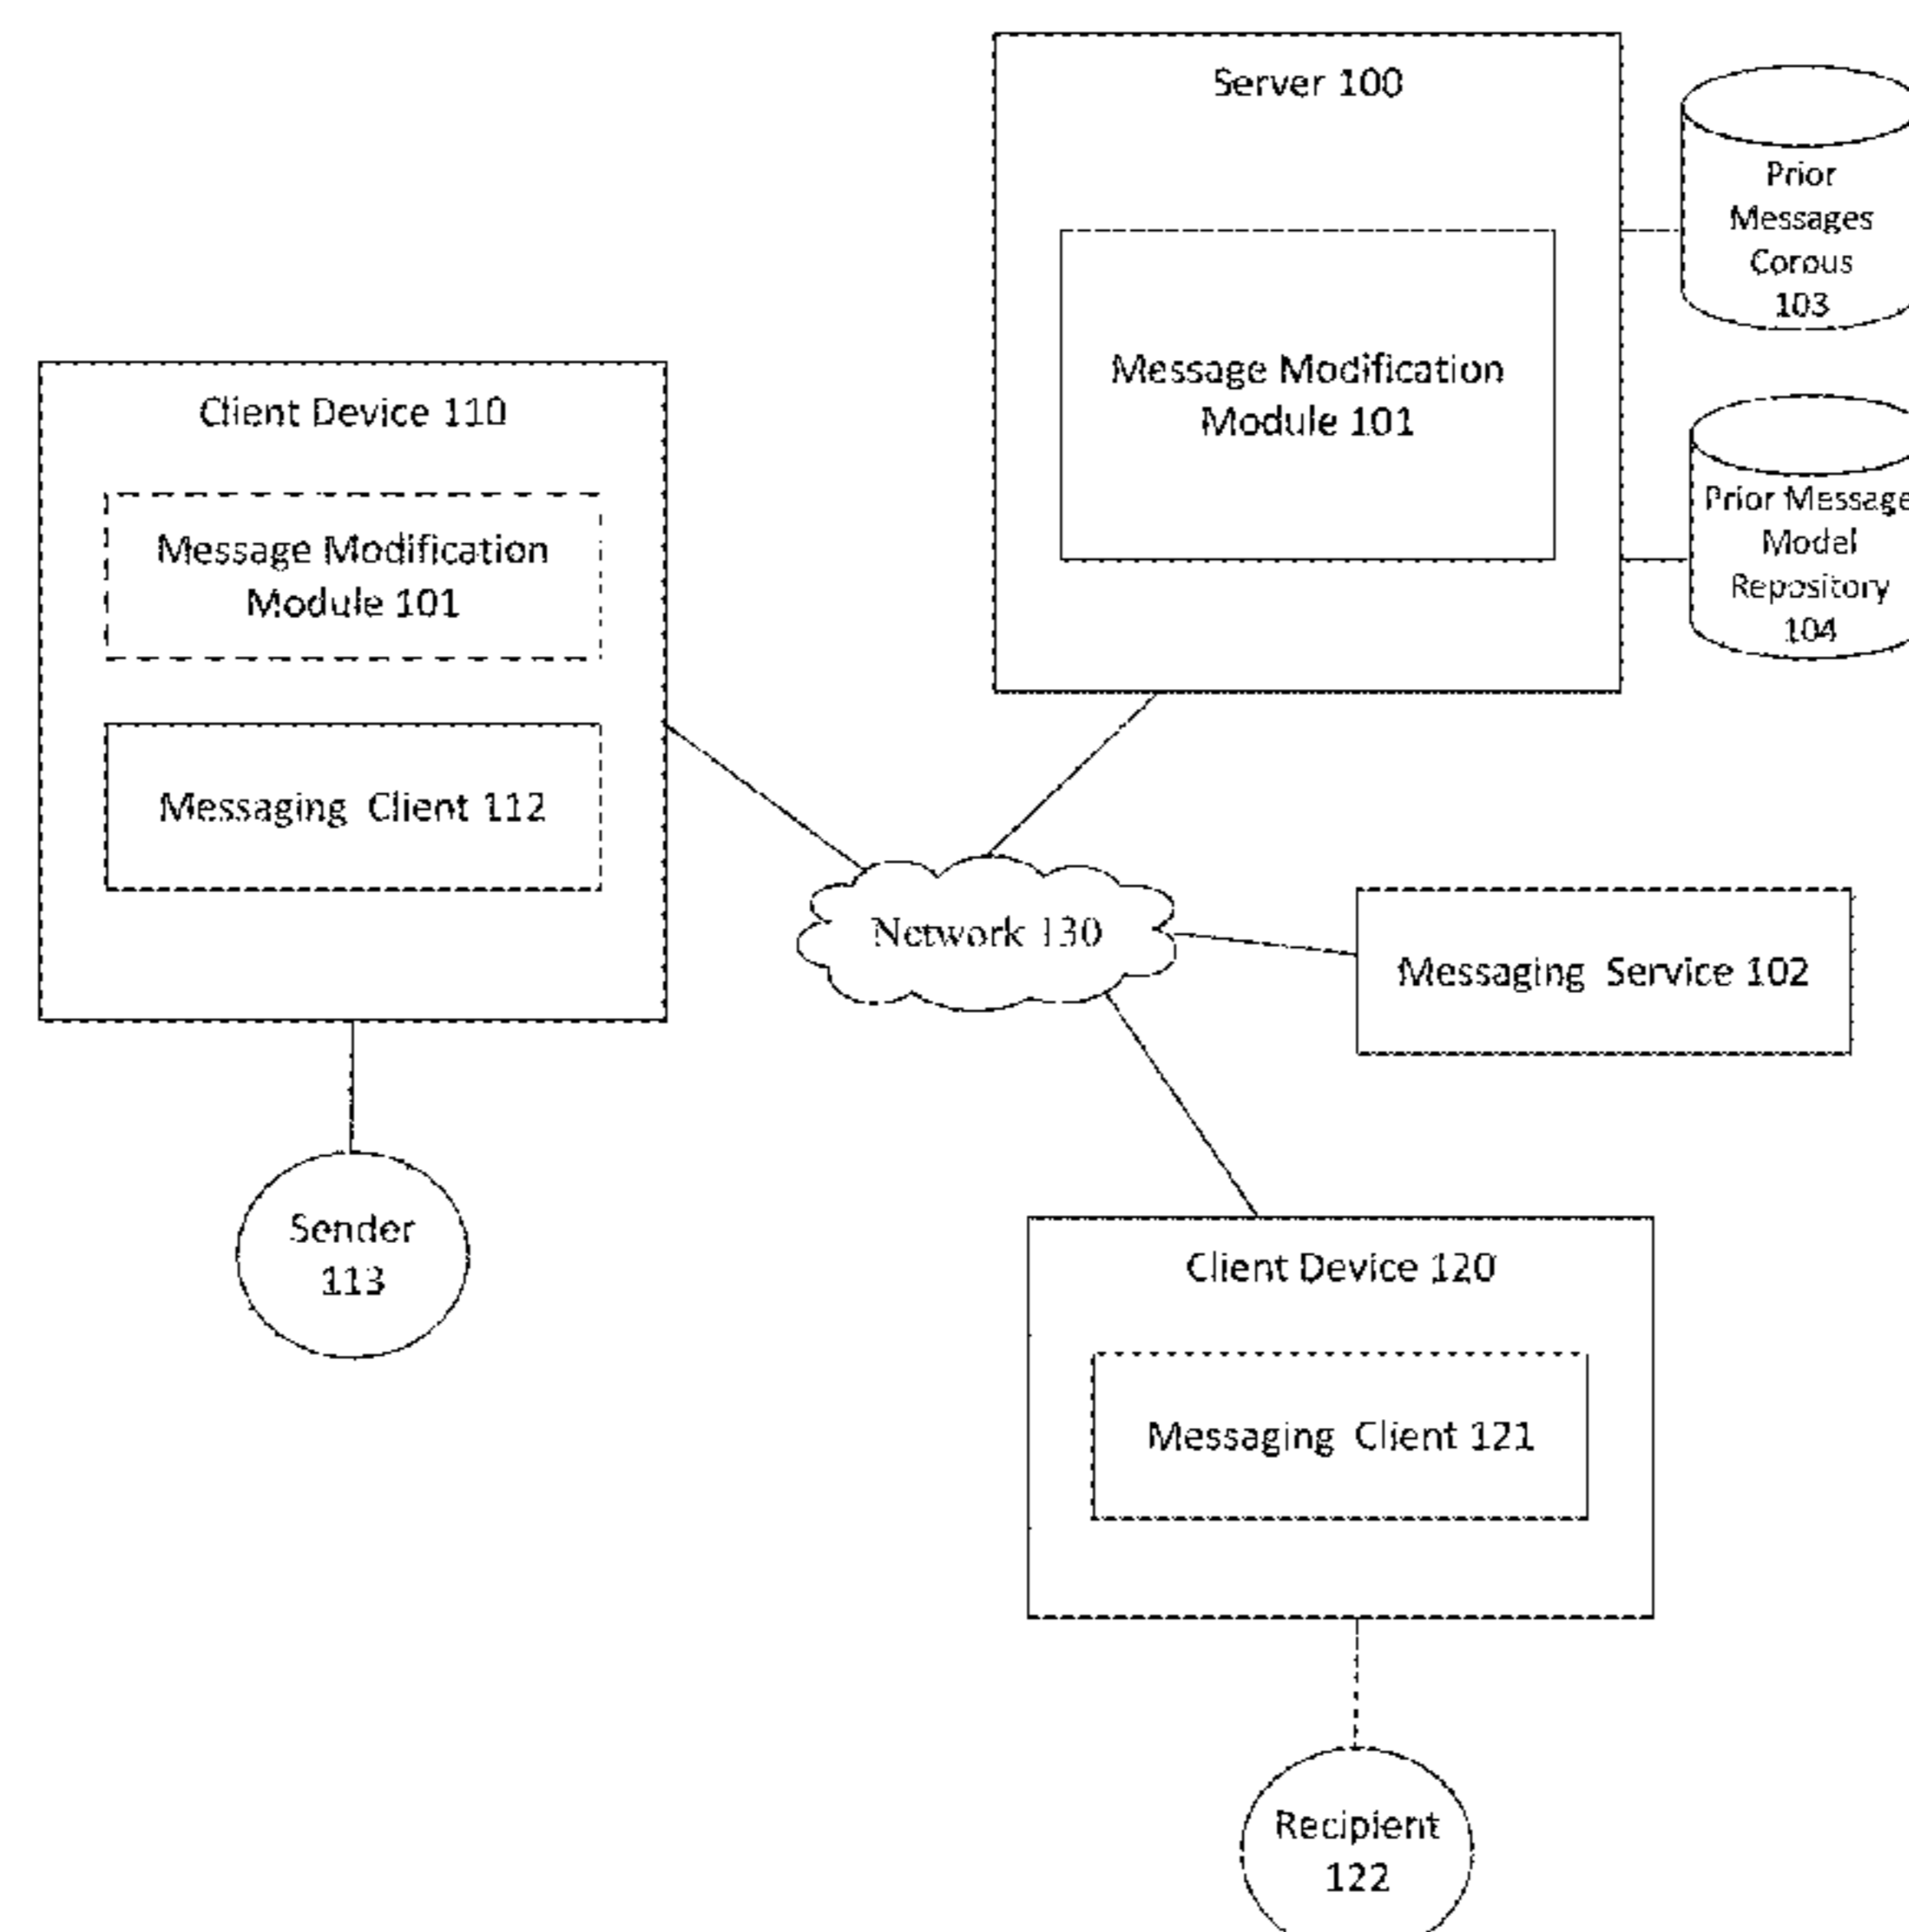 Server 100
Prior
Messages
Corpus
103
Message Modification
Module 101
Client Device 110
Message Modification
Module 101
Prior Message
Model
Repository
104
Messaging Client 112
Network 130
Messaging Service 102
Sender
113
Client Device 120
Messaging Client 121
Recipient
122